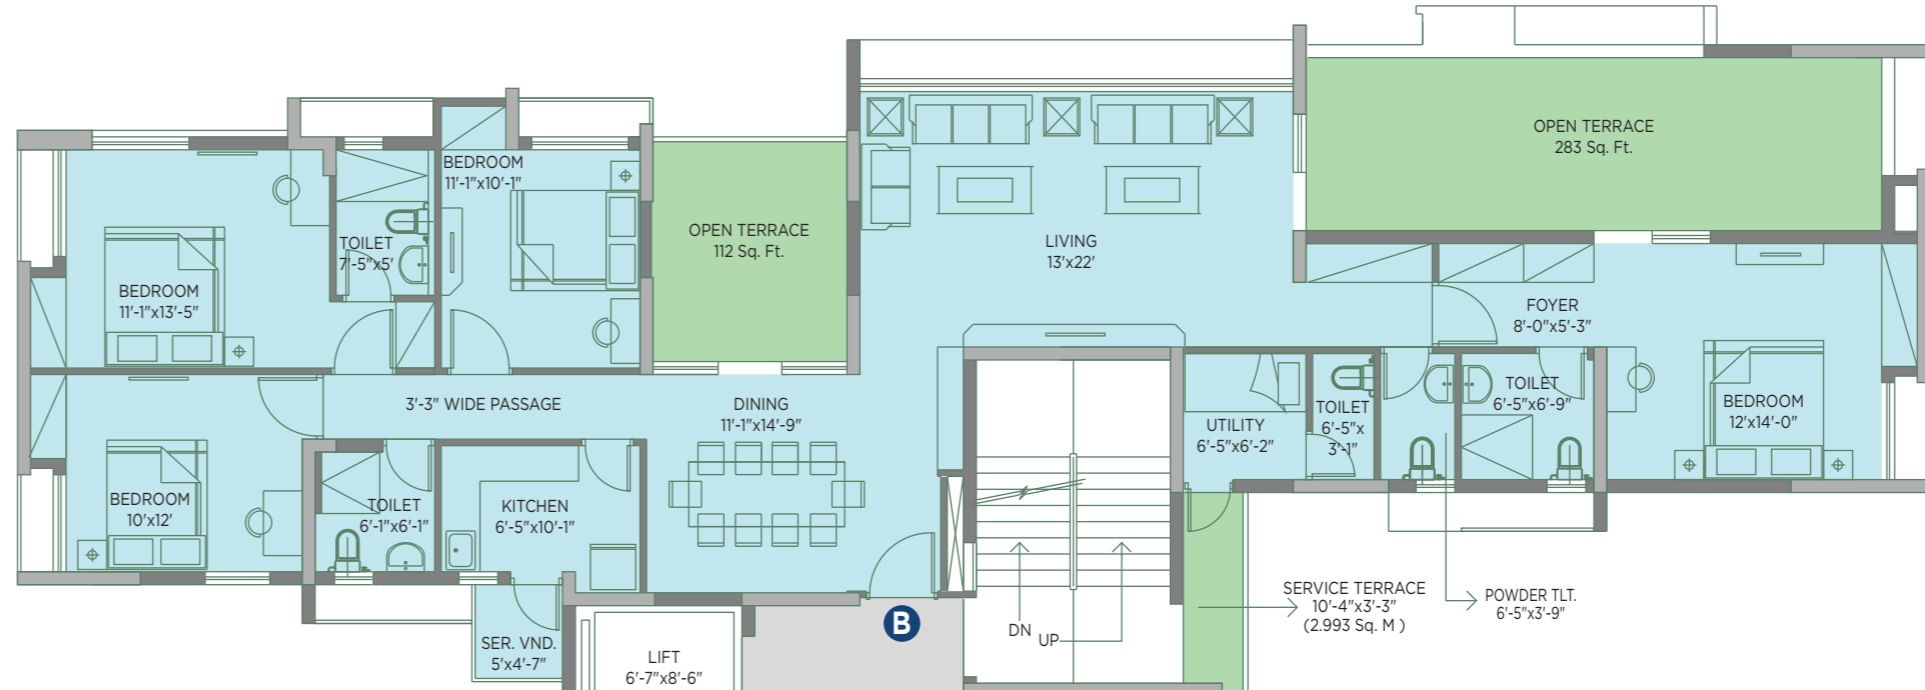 OPEN TERRACE
283 Sq. Ft.
BEDROOM
11'-1"x10'-1"
OPEN TERRACE
112 Sq. Ft.
TOILET
7'-5"x5'
LIVING
13'x22'
BEDROOM
11'-1"x13'-5"
FOYER
8'-0"x5'-3"
3'-3" WIDE PASSAGE
DINING
11'-1"x14'-9"
UTILITY
6'-5"x6'-2"
TOILET
6'-5"x
3'-1"
TOILET
6'-5"x6'-9"
BEDROOM
12'x14'-0"
BEDROOM
10'x12'
TOILET
6'-1"x6'-1"
KITCHEN
6'-5"x10'-1"
SERVICE TERRACE
10'-4"x3'-3"
(2.993 Sq. M )
POWDER TLT.
6'-5"x3'-9"
B
DN
UP
SER. VND.
5'x4'-7"
LIFT
6'-7"x8'-6"